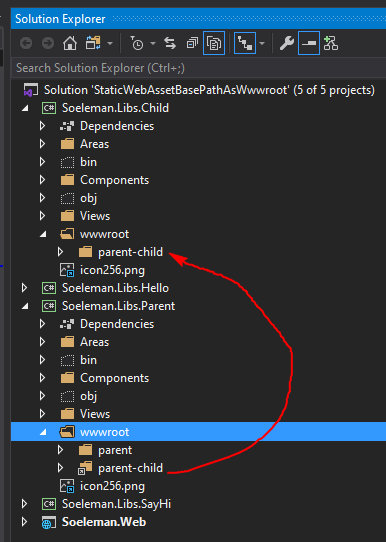 Solution Explorer
Search Solution Explorer (Ctrl+;)
Solution 'StaticWebAssetBasePathAsWwwroot' (5 of 5 projects)
C# Soeleman.Libs.Child
Dependencies
Areas
bin
Components
obj
Views
wwwroot
parent-child
icon256.png
C# Soeleman.Libs.Hello
C# Soeleman.Libs.Parent
Dependencies
Areas
bin
Components
obj
Views
wwwroot
parent
parent-child
icon256.png
C# Soeleman.Libs.SayHi
Soeleman.Web